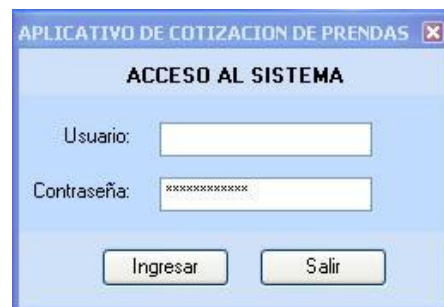 APLICATIVO DE COTIZACION DE PRENDAS
ACCESO AL SISTEMA
Usuario:
Contraseña: ************
Ingresar Salir